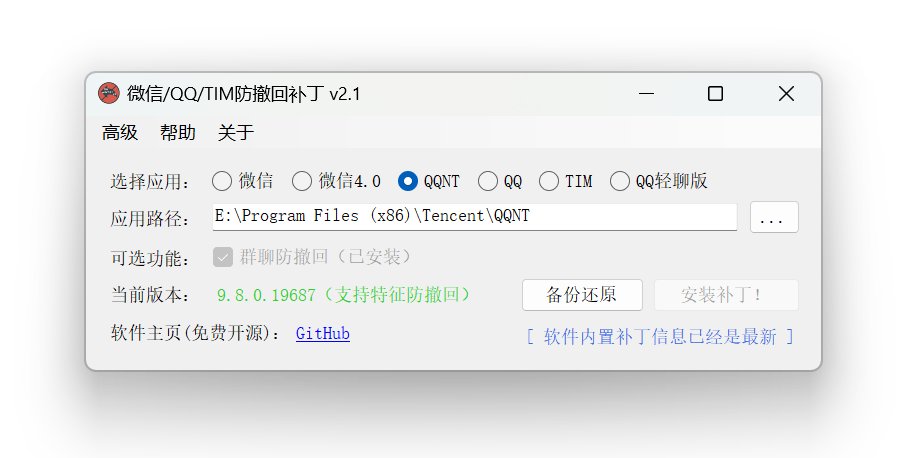 微信/QQ/TIM防撤回补丁 v2.1
高级 帮助 关于
选择应用： 微信 微信4.0 QQNT QQ TIM QQ轻聊版
应用路径： E:\Program Files (x86)\Tencent\QQNT ...
可选功能： 群聊防撤回（已安装）
当前版本： 9.8.0.19687（支持特征防撤回） 备份还原 安装补丁！
软件主页(免费开源)： GitHub [ 软件内置补丁信息已经是最新 ]